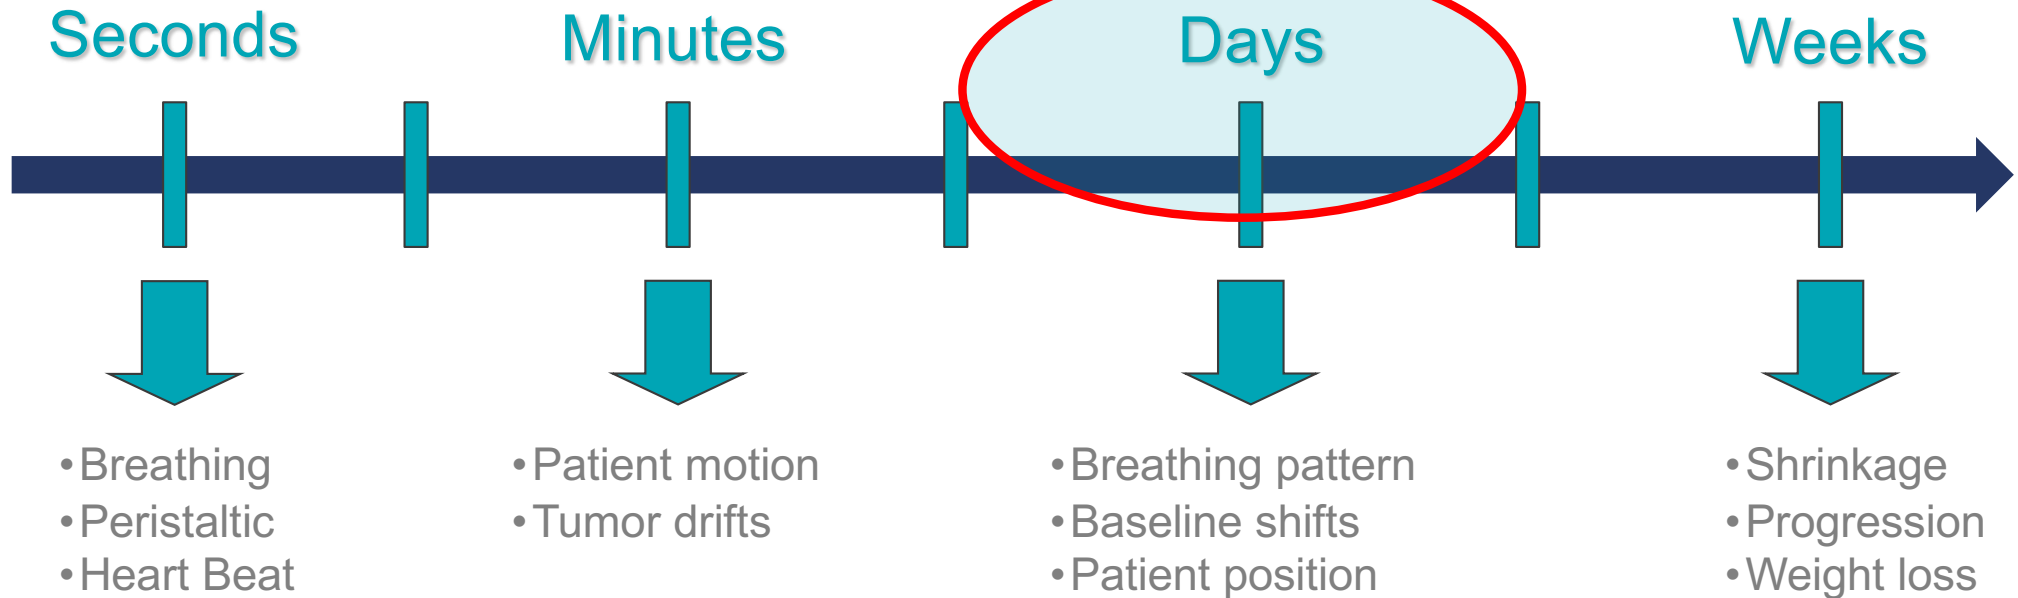 Seconds
Minutes
Days
Weeks
•Breathing
•Peristaltic
•Heart Beat
•Patient motion
•Tumor drifts
•Breathing pattern
•Baseline shifts
•Patient position
•Shrinkage
•Progression
•Weight loss